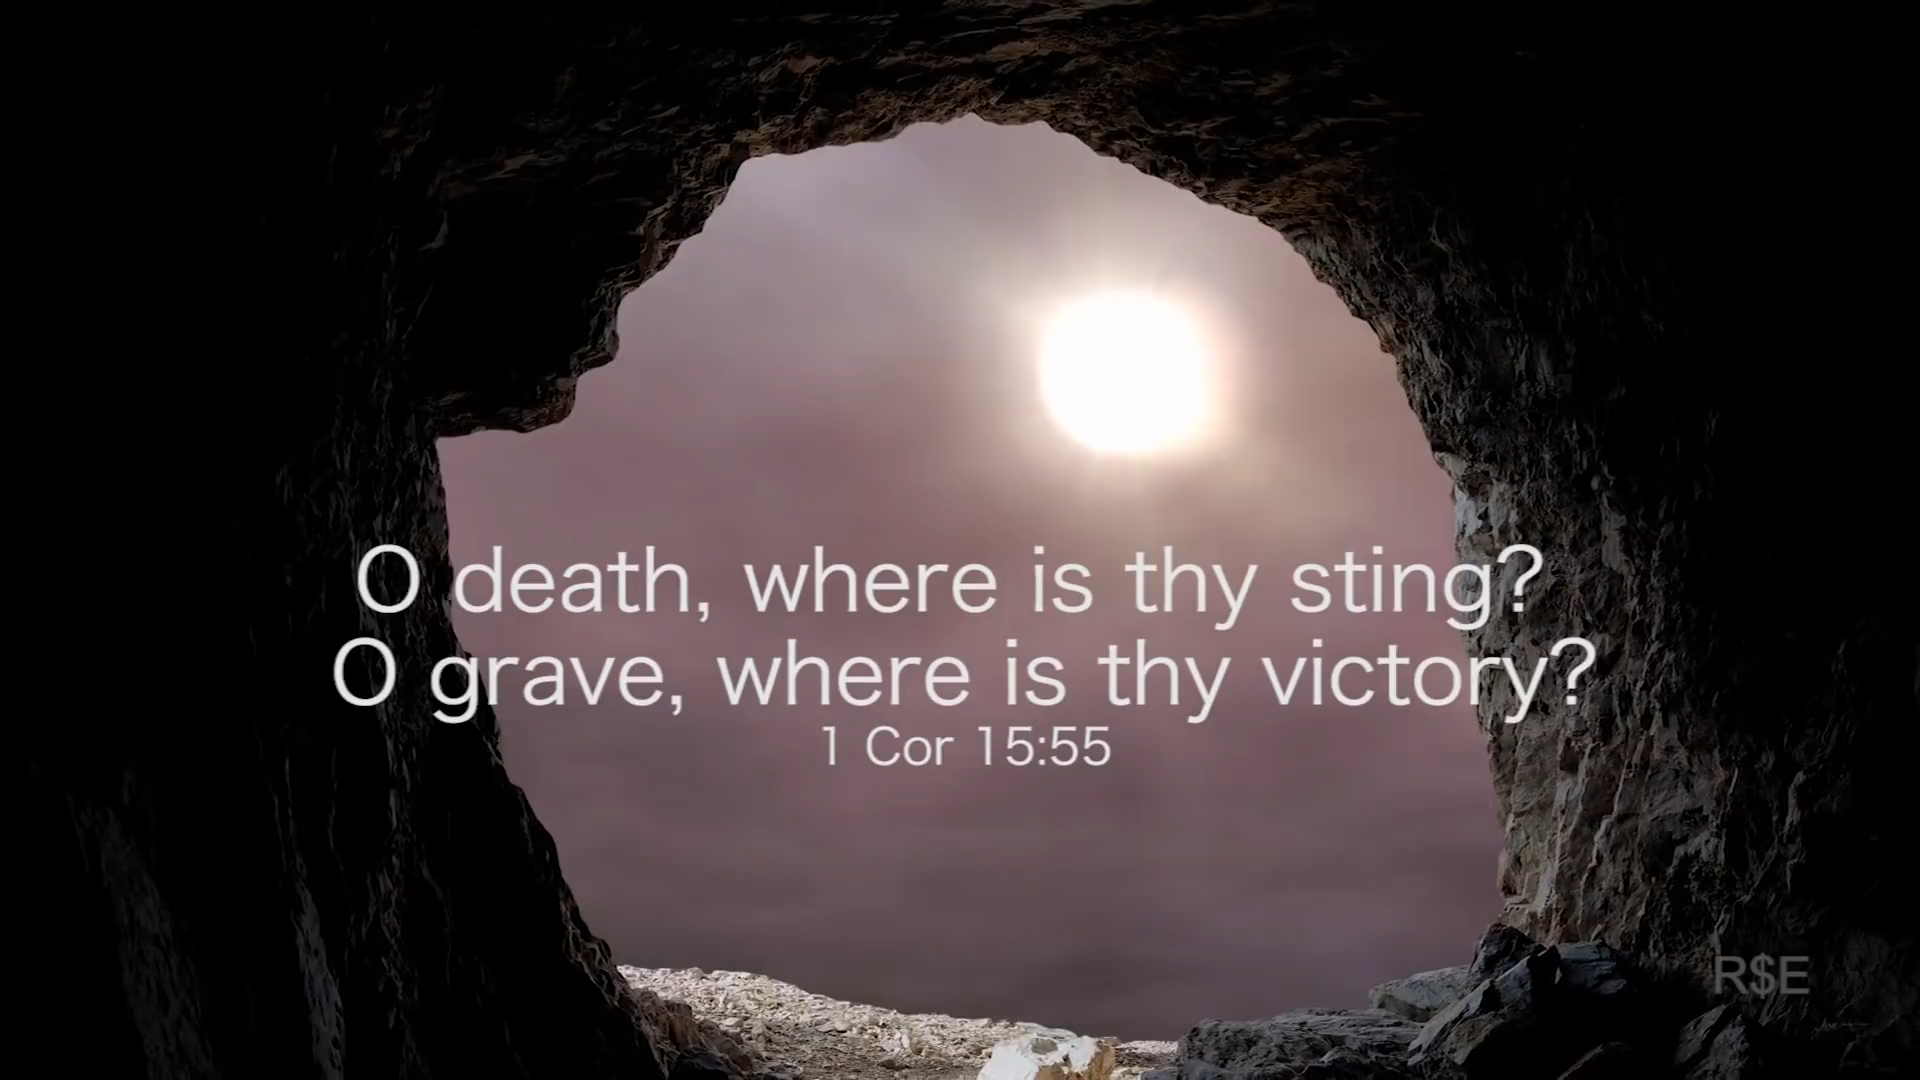 O death, where is thy sting?
O grave, where is thy victory?
1 Cor 15:55
R$E